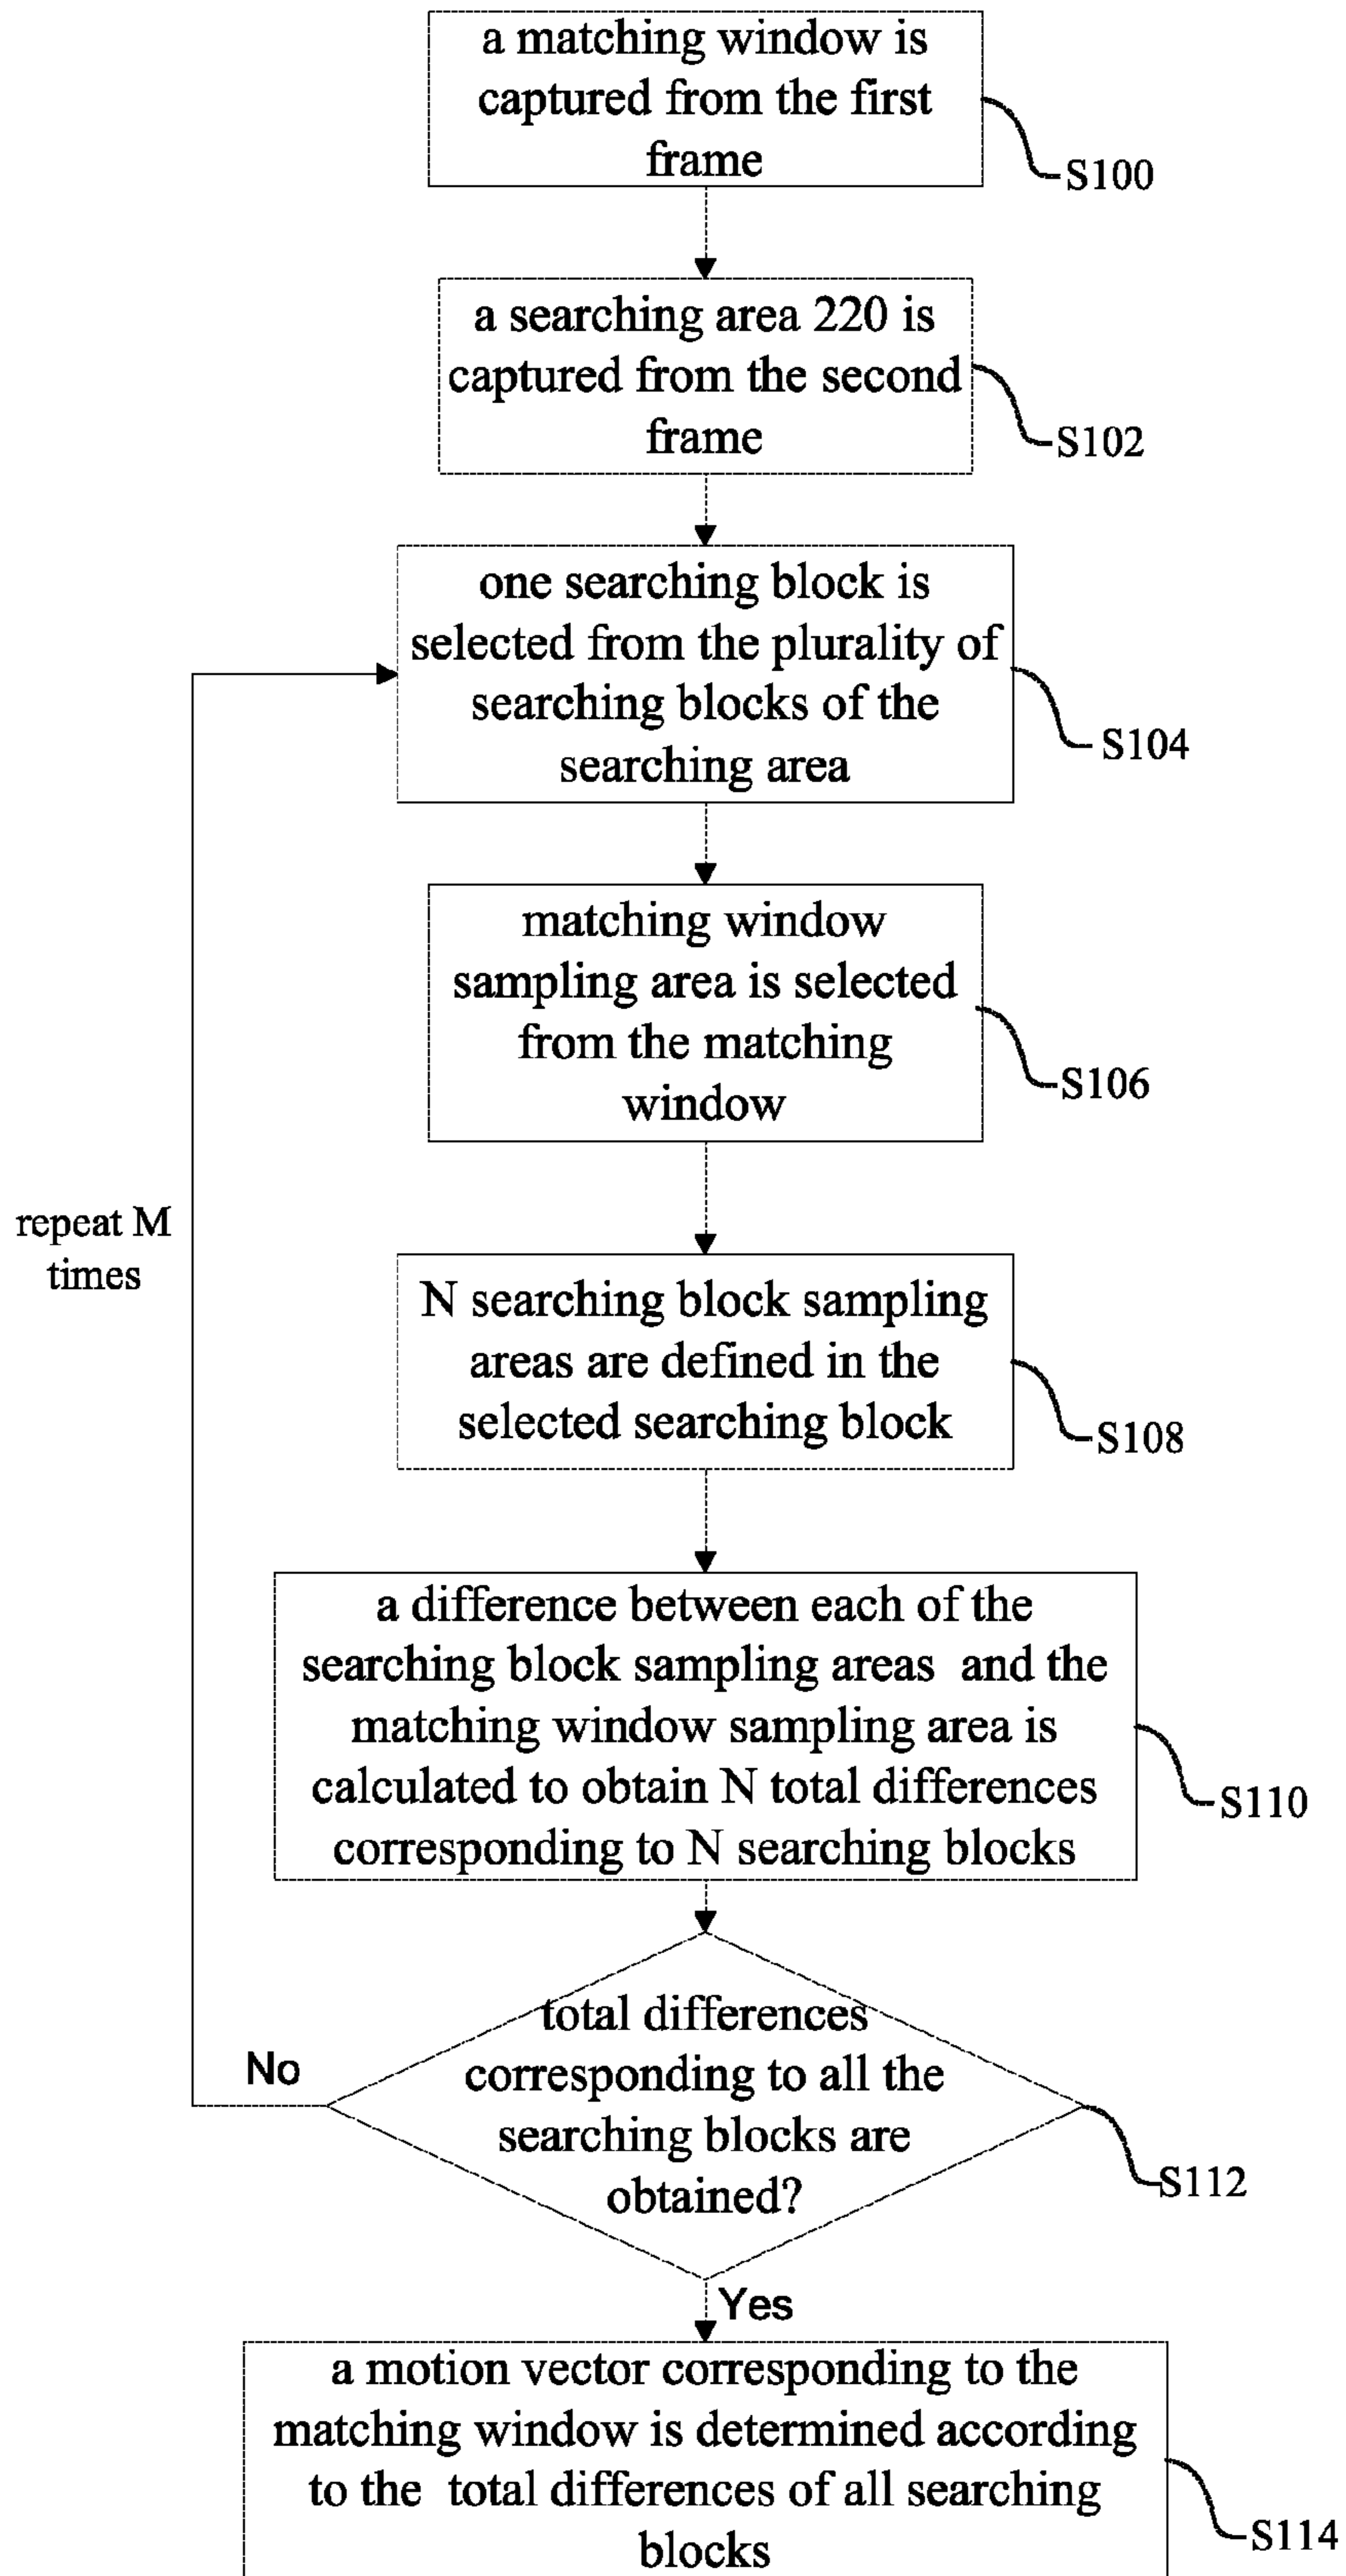 a matching window is
captured from the first
frame
S100
a searching area 220 is
captured from the second
frame
S102
one searching block is
selected from the plurality of
searching blocks of the
searching area
S104
matching window
sampling area is selected
from the matching
window
S106
repeat M
times
N searching block sampling
areas are defined in the
selected searching block
S108
a difference between each of the
searching block sampling areas and the
matching window sampling area is
calculated to obtain N total differences
corresponding to N searching blocks
S110
total differences
corresponding to all the
searching blocks are
obtained?
No
S112
Yes
a motion vector corresponding to the
matching window is determined according
to the total differences of all searching
blocks
S114